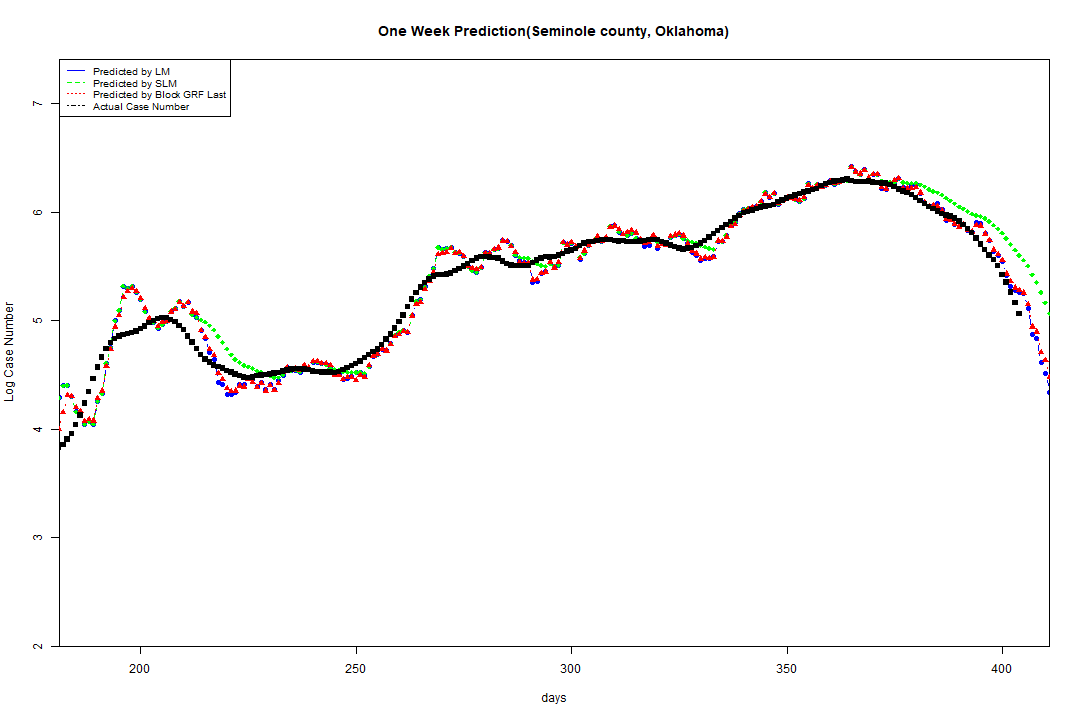 One Week Prediction(Seminole county, Oklahoma)
Predicted by LM
Predicted by SLM
Predicted by Block GRF Last
Actual Case Number
7
6
5
4
3
2
Log Case Number
200 250 300 350 400
days